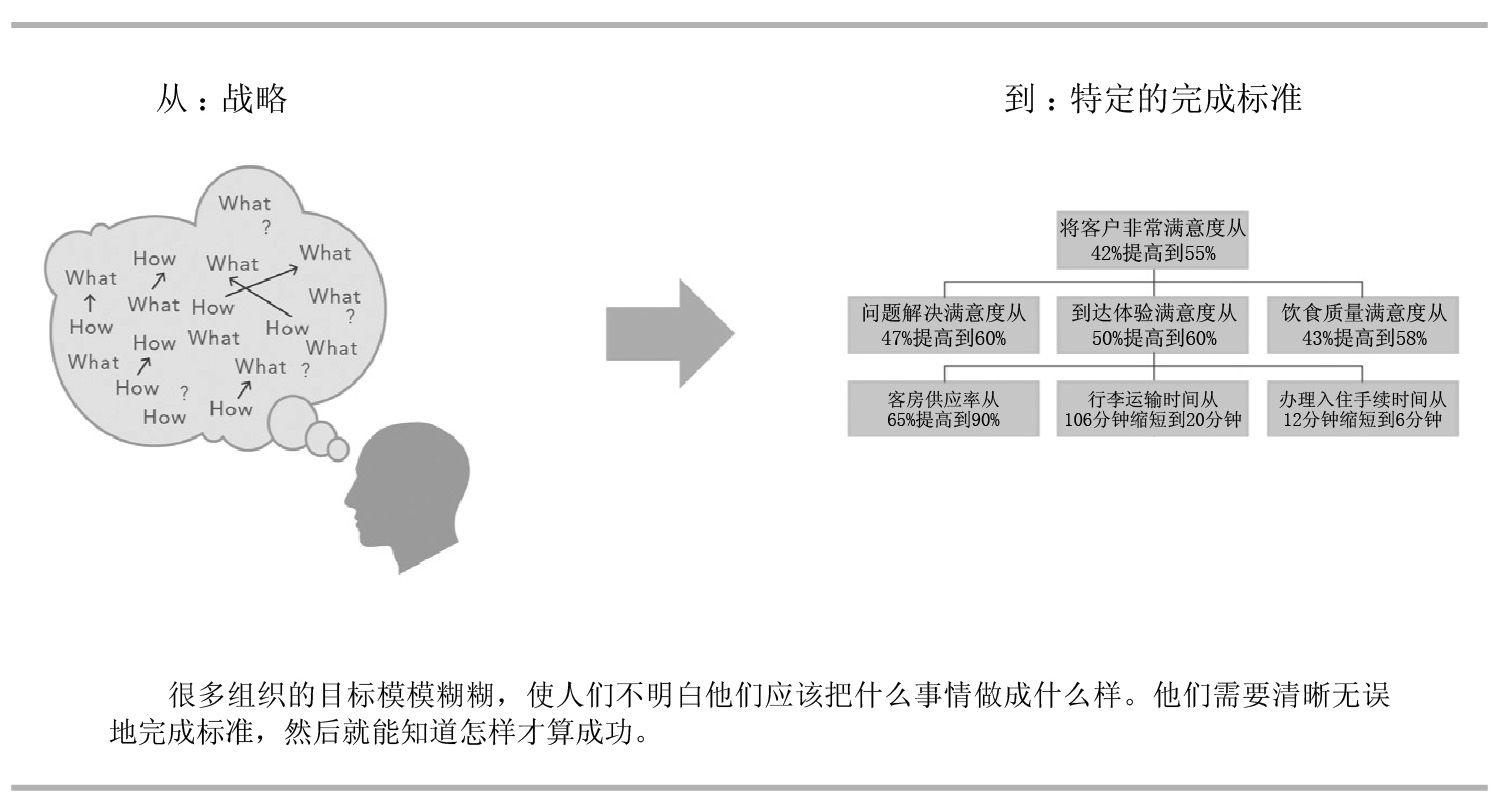 从：战略
到：特定的完成标准
What
?
How
What
What
What
What
How
What
?
How
How
How
What
What
What
How
?
What
How
How
将客户非常满意度从
42%提高到55%
问题解决满意度从
47%提高到60%
到达体验满意度从
50%提高到60%
饮食质量满意度从
43%提高到58%
客房供应率从
65%提高到90%
行李运输时间从
106分钟缩短到20分钟
办理入住手续时间从
12分钟缩短到6分钟
很多组织的目标模模糊糊，使人们不明白他们应该把什么事情做成什么样。他们需要清晰无误
地完成标准，然后就能知道怎样才算成功。